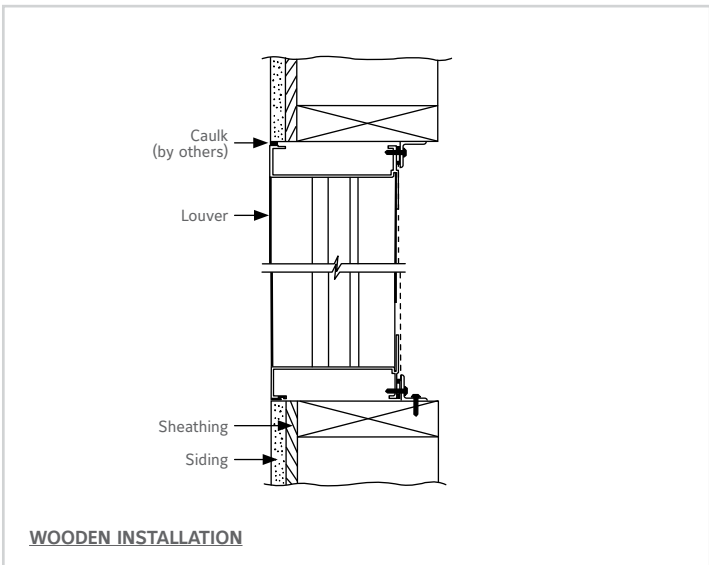 Caulk
(by others)
Louver
Sheathing
Siding
WOODEN INSTALLATION